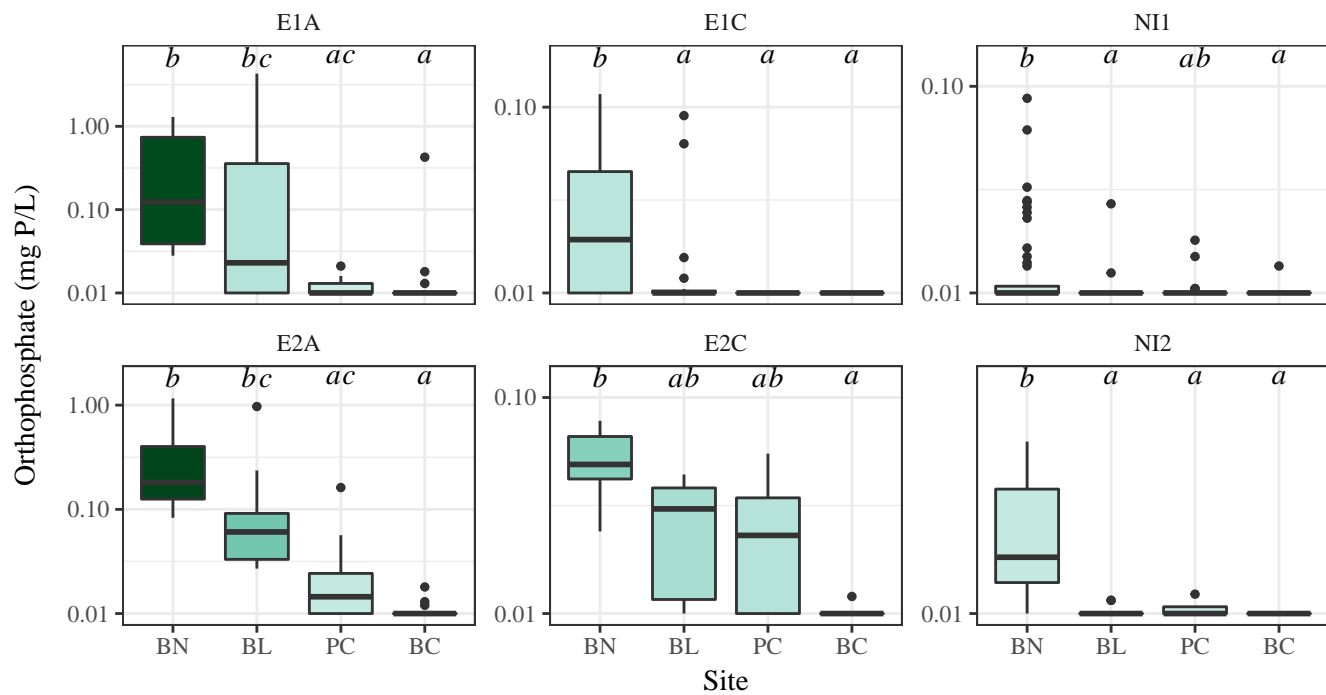 E1A E1C NI1
b bc ac a b a a a b a ab a
1.00 0.10 0.10
0.10
0.01 0.01 0.01
E2A E2C NI2
b bc ac a b ab ab a b a a a
1.00 0.10
0.10
0.01 0.01 0.01
BN BL PC BC BN BL PC BC BN BL PC BC
Site
Orthophosphate (mg P/L)